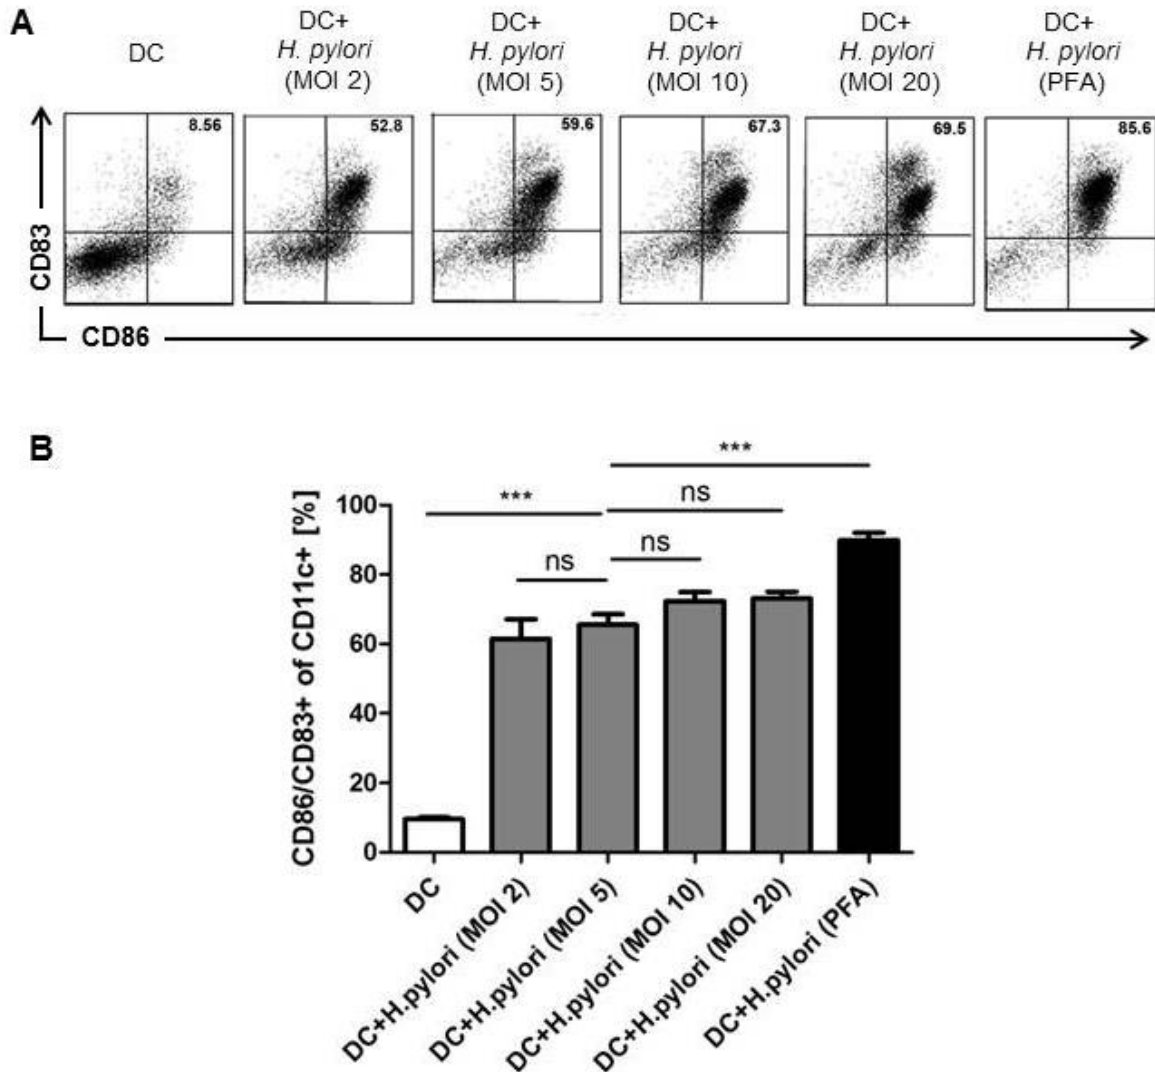 A
DC
DC+
H. pylori
(MOI 2)
DC+
H. pylori
(MOI 5)
DC+
H. pylori
(MOI 10)
DC+
H. pylori
(MOI 20)
DC+
H. pylori
(PFA)
8.56
52.8
59.6
67.3
69.5
85.6
CD83
CD86
B
CD86/CD83+ of CD11c+ [%]
***
***
ns
ns
ns
100
80
60
40
20
0
DC
DC+H.pylori (MOI 2)
DC+H.pylori (MOI 5)
DC+H.pylori (MOI 10)
DC+H.pylori (MOI 20)
DC+H.pylori (PFA)